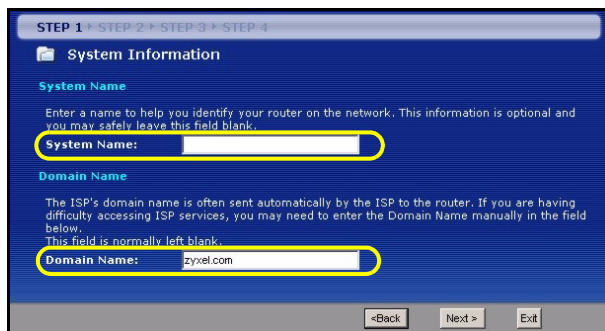 STEP 1 STEP 2 STEP 3 STEP 4
System Information
System Name
Enter a name to help you identify your router on the network. This information is optional and
you may safely leave this field blank.
System Name:
Domain Name
The ISP's domain name is often sent automatically by the ISP to the router. If you are having
difficulty accessing ISP services, you may need to enter the Domain Name manually in the field
below.
This field is normally left blank.
Domain Name: zyxel.com
<Back Next > Exit